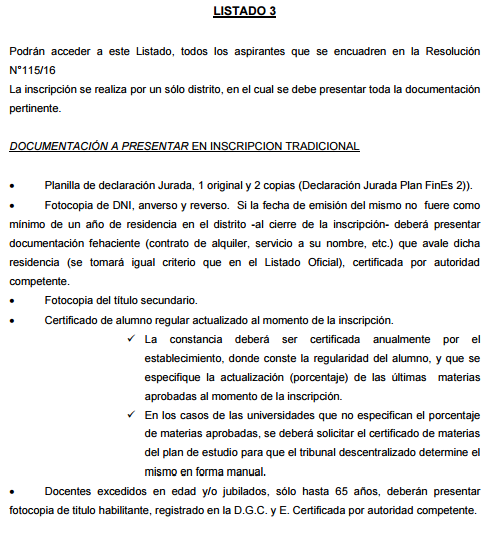 LISTADO 3
Podrán acceder a este Listado, todos los aspirantes que se encuadren en la Resolución
N°115/16
La inscripción se realiza por un sólo distrito, en el cual se debe presentar toda la documentación
pertinente.
DOCUMENTACIÓN A PRESENTAR EN INSCRIPCION TRADICIONAL
• Planilla de declaración Jurada, 1 original y 2 copias (Declaración Jurada Plan FinEs 2)).
• Fotocopia de DNI, anverso y reverso. Si la fecha de emisión del mismo no fuere como
mínimo de un año de residencia en el distrito -al cierre de la inscripción- deberá presentar
documentación fehaciente (contrato de alquiler, servicio a su nombre, etc.) que avale dicha
residencia (se tomará igual criterio que en el Listado Oficial), certificada por autoridad
competente.
• Fotocopia del título secundario.
• Certificado de alumno regular actualizado al momento de la inscripción.
✓ La constancia deberá ser certificada anualmente por el
establecimiento, donde conste la regularidad del alumno, y que se
especifique la actualización (porcentaje) de las últimas materias
aprobadas al momento de la inscripción.
✓ En los casos de las universidades que no especifican el porcentaje
de materias aprobadas, se deberá solicitar el certificado de materias
del plan de estudio para que el tribunal descentralizado determine el
mismo en forma manual.
• Docentes excedidos en edad y/o jubilados, sólo hasta 65 años, deberán presentar
fotocopia de titulo habilitante, registrado en la D.G.C. y E. Certificada por autoridad competente.